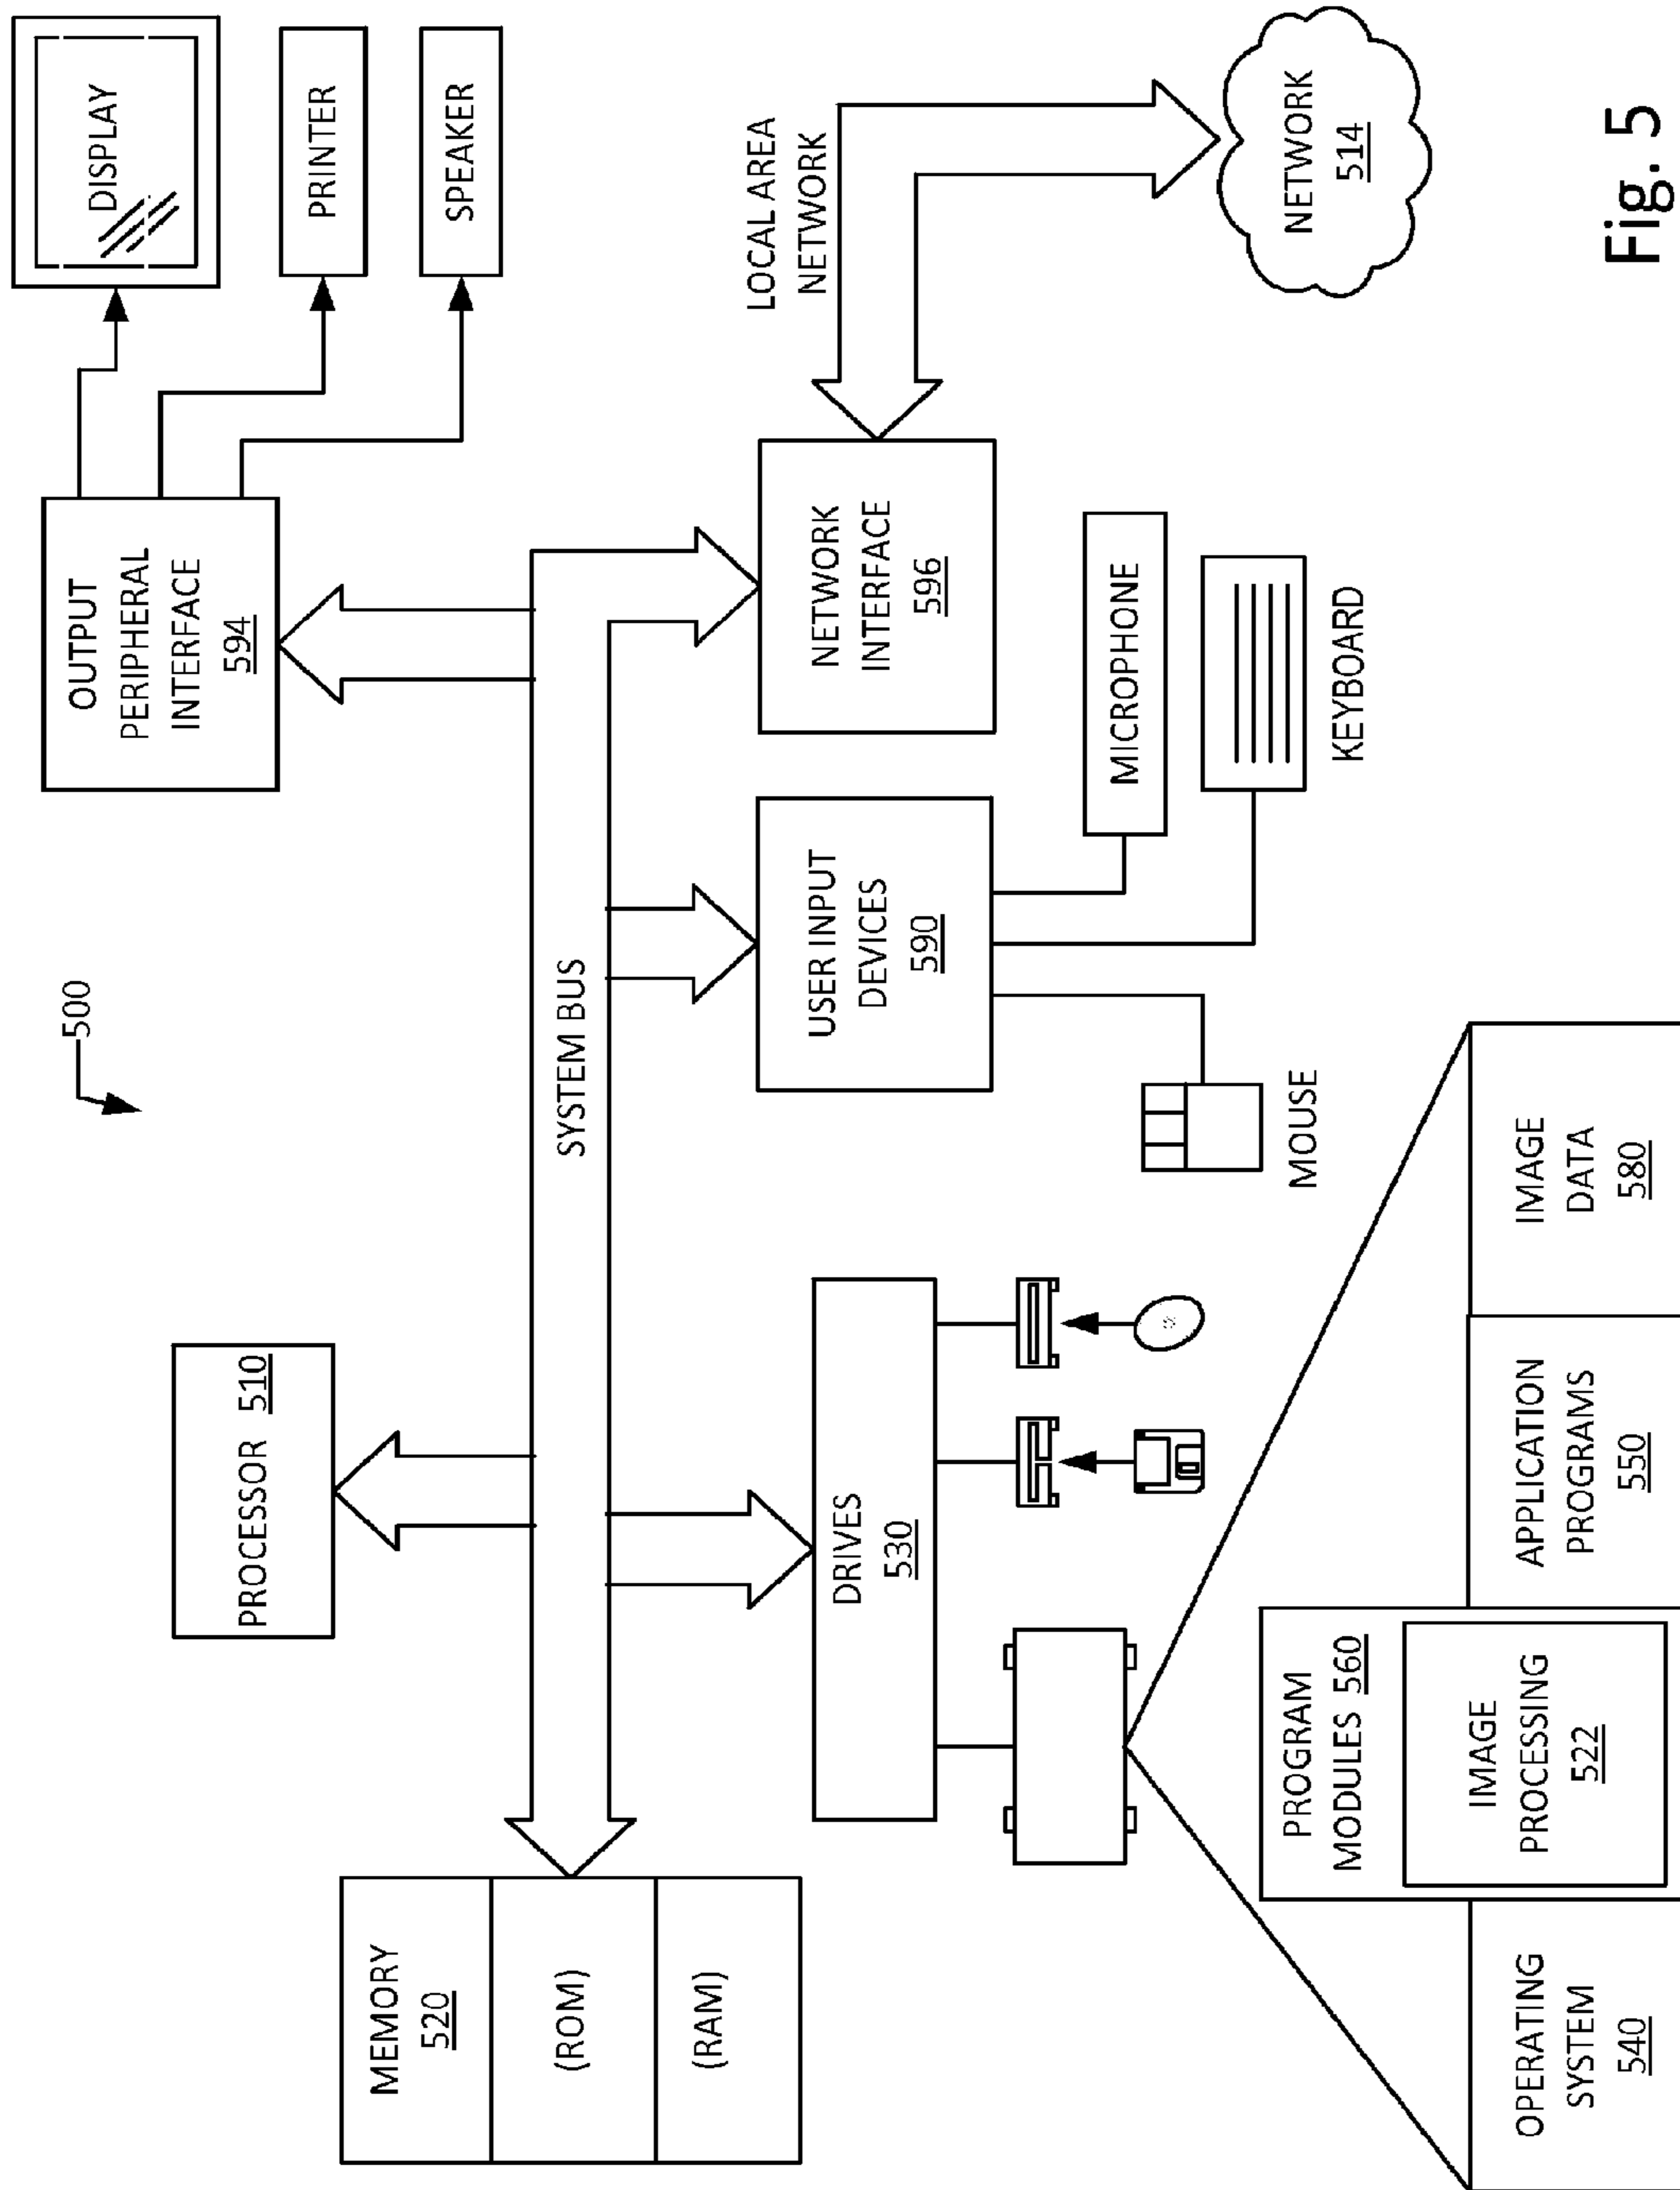 500
PROCESSOR 510
OUTPUT
PERIPHERAL
INTERFACE
594
DISPLAY
PRINTER
SPEAKER
MEMORY
520
(ROM)
(RAM)
SYSTEM BUS
DRIVES
530
USER INPUT
DEVICES
590
NETWORK
INTERFACE
596
LOCAL AREA
NETWORK
MICROPHONE
KEYBOARD
MOUSE
NETWORK
514
OPERATING
SYSTEM
540
PROGRAM
MODULES 560
IMAGE
PROCESSING
522
APPLICATION
PROGRAMS
550
IMAGE
DATA
580
Fig. 5